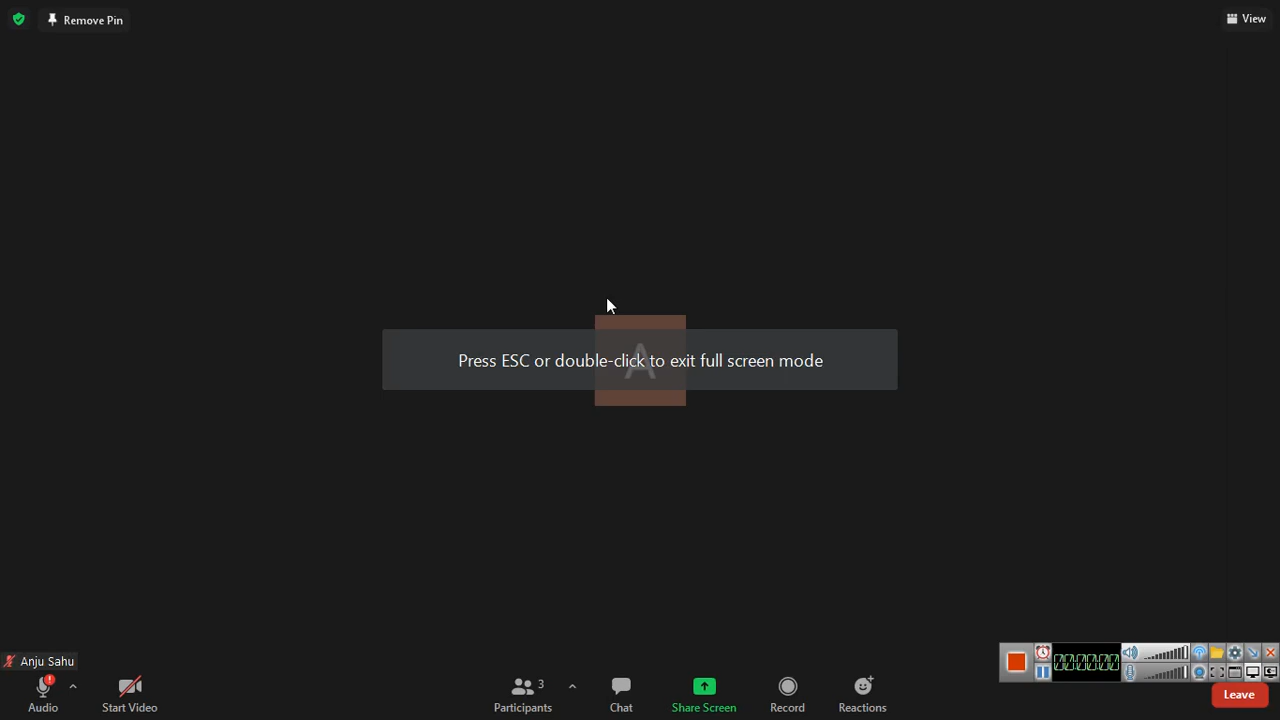 Remove Pin
View
A
Press ESC or double-click to exit full screen mode
Anju Sahu
3
Audio
Start Video
Participants
Chat
Share Screen
Record
Reactions
Leave